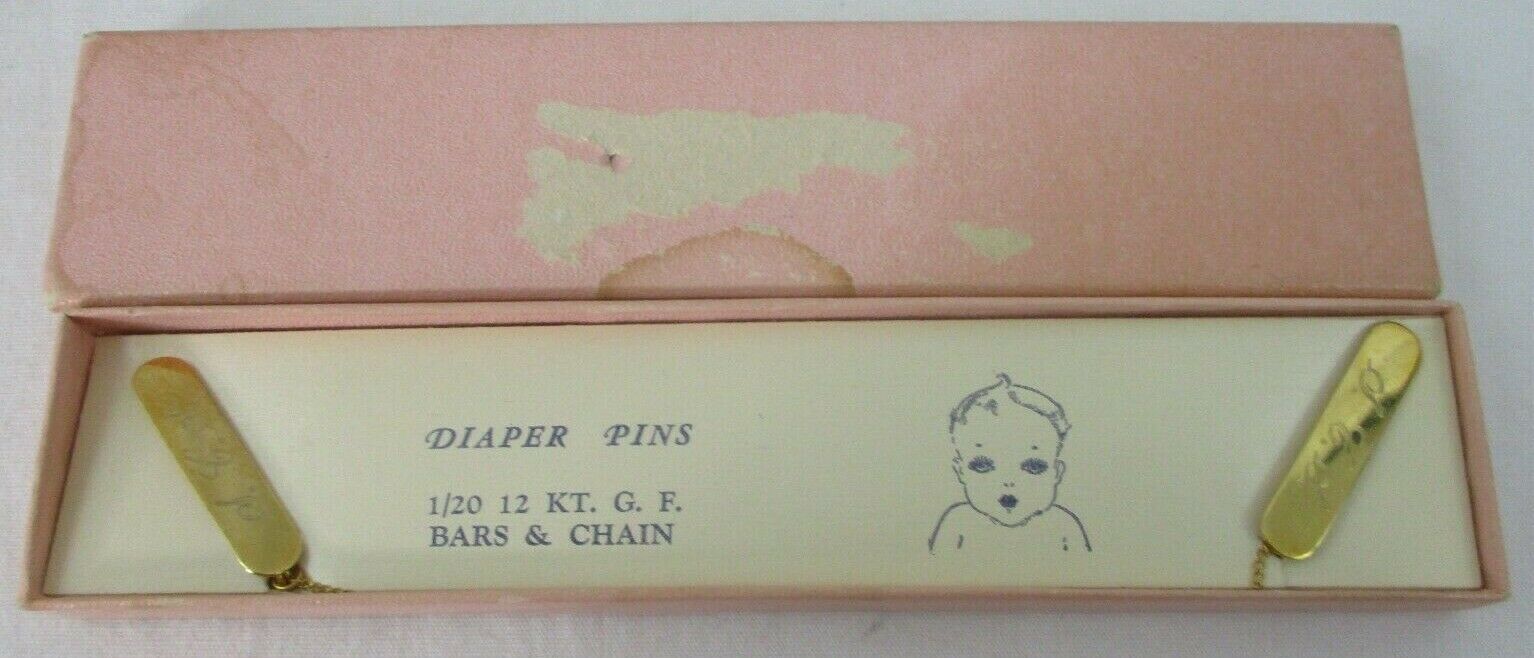 DIAPER PINS
1/20 12 KT. G. F.
BARS & CHAIN